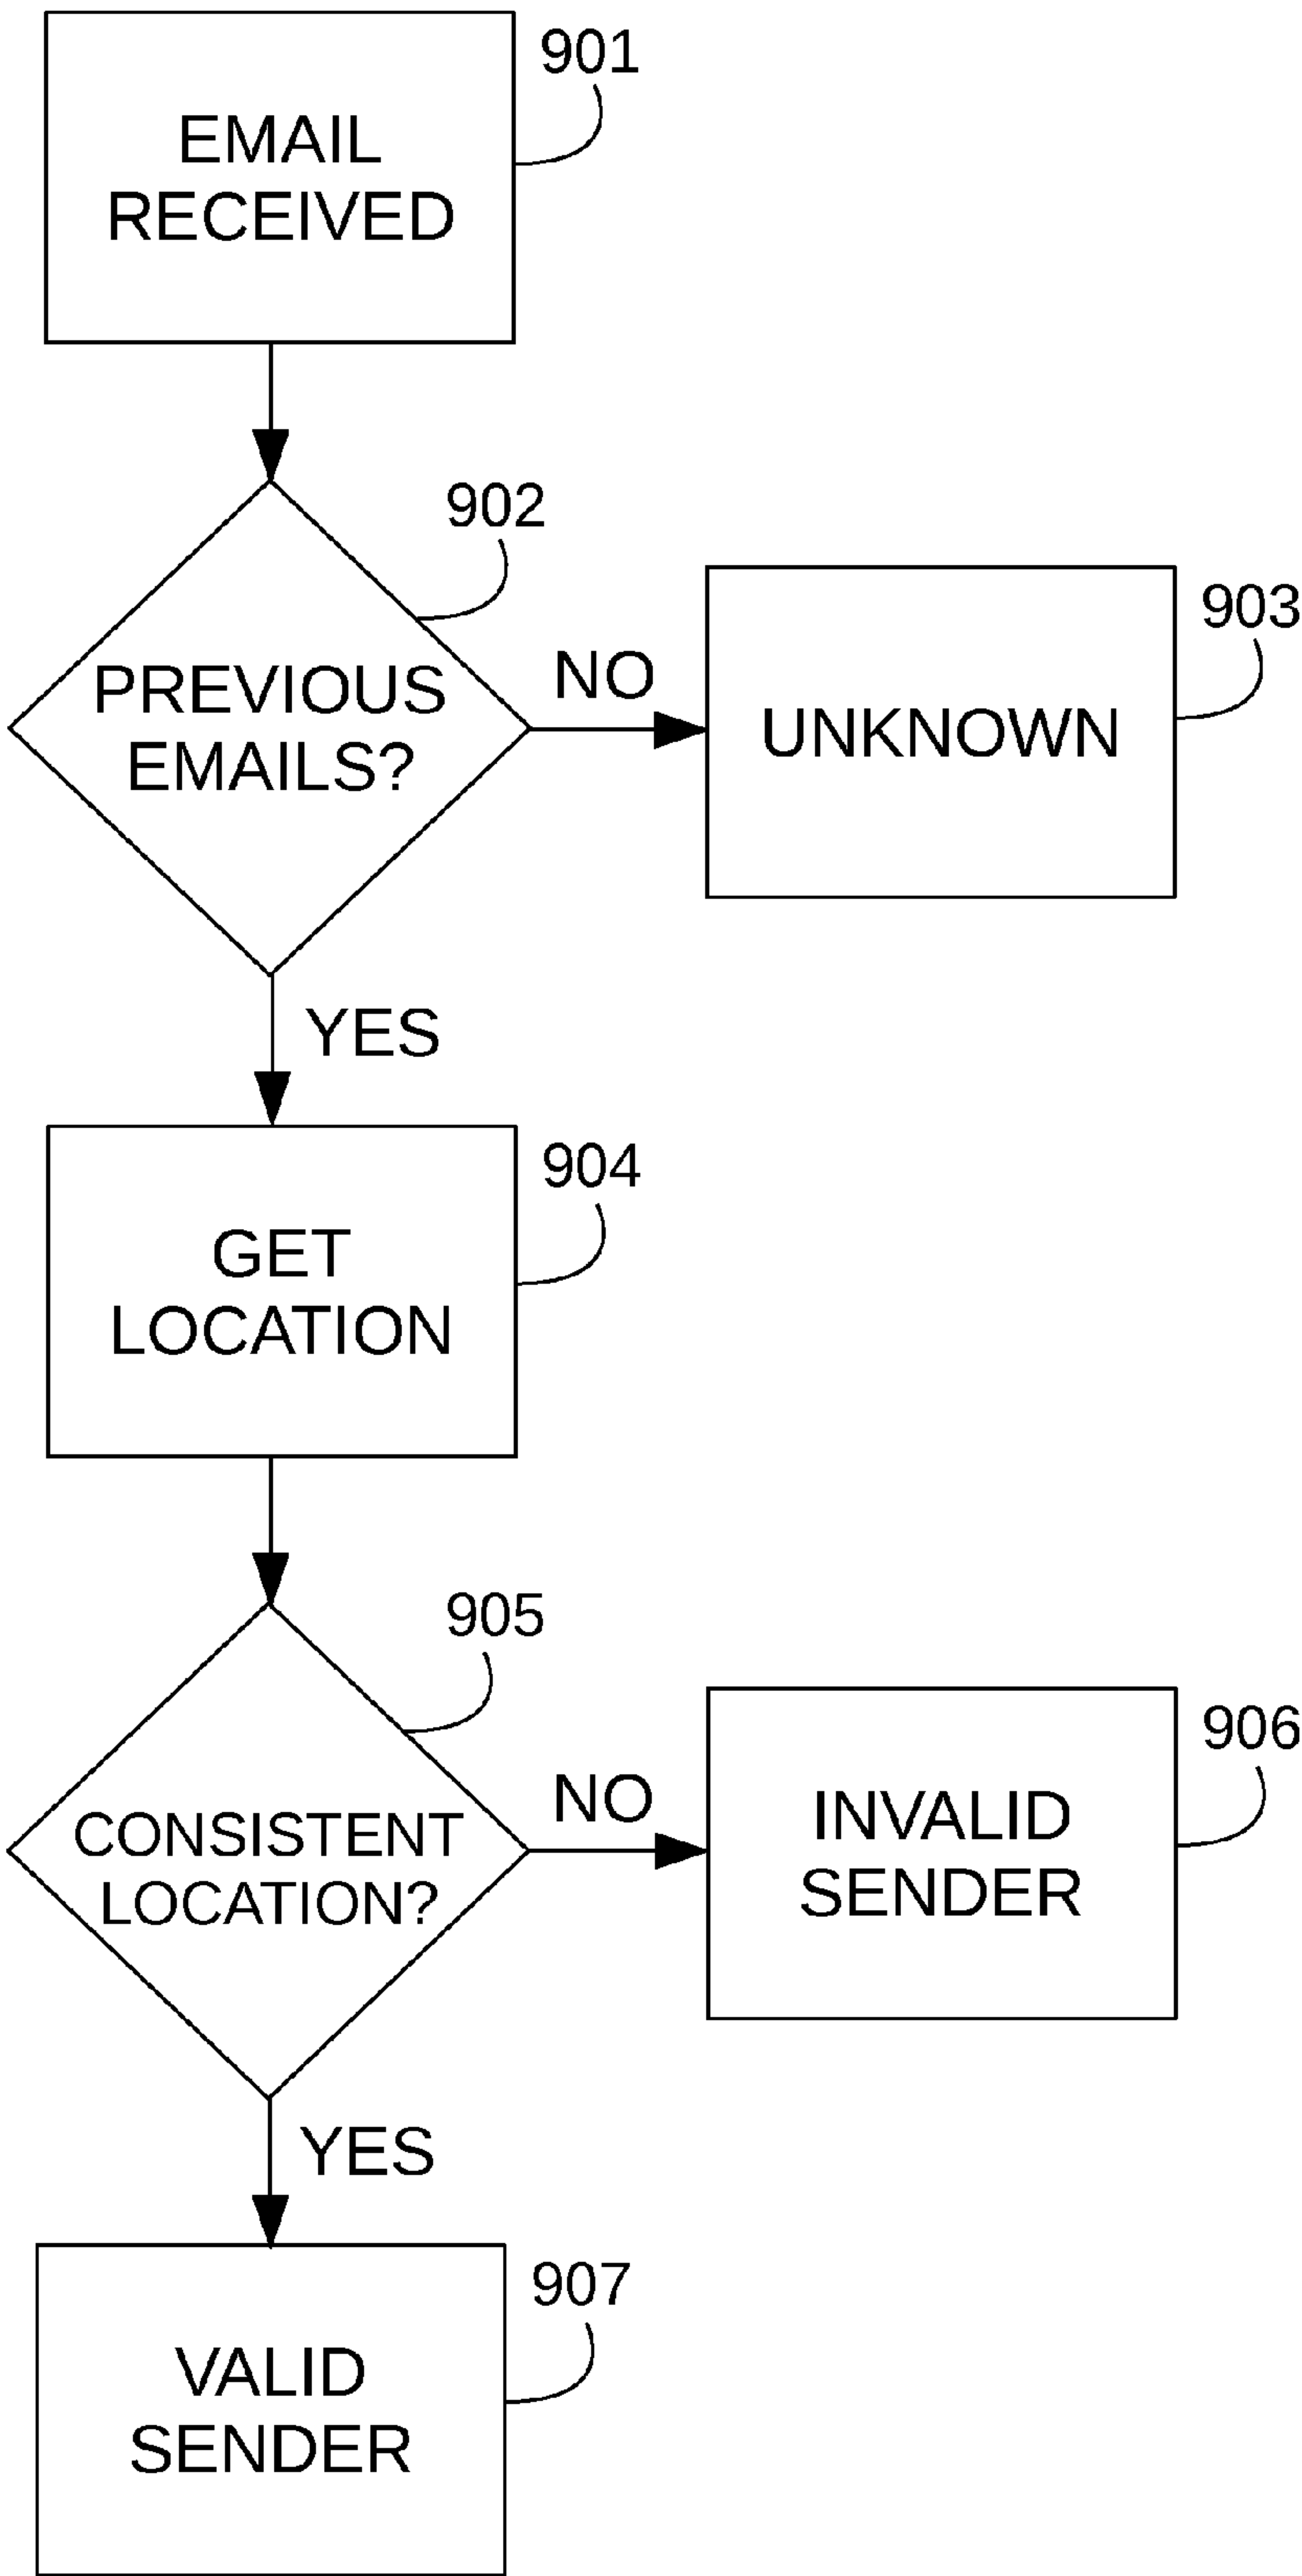 901
EMAIL
RECEIVED
902
PREVIOUS
EMAILS?
NO
903
UNKNOWN
YES
904
GET
LOCATION
905
CONSISTENT
LOCATION?
NO
906
INVALID
SENDER
YES
907
VALID
SENDER